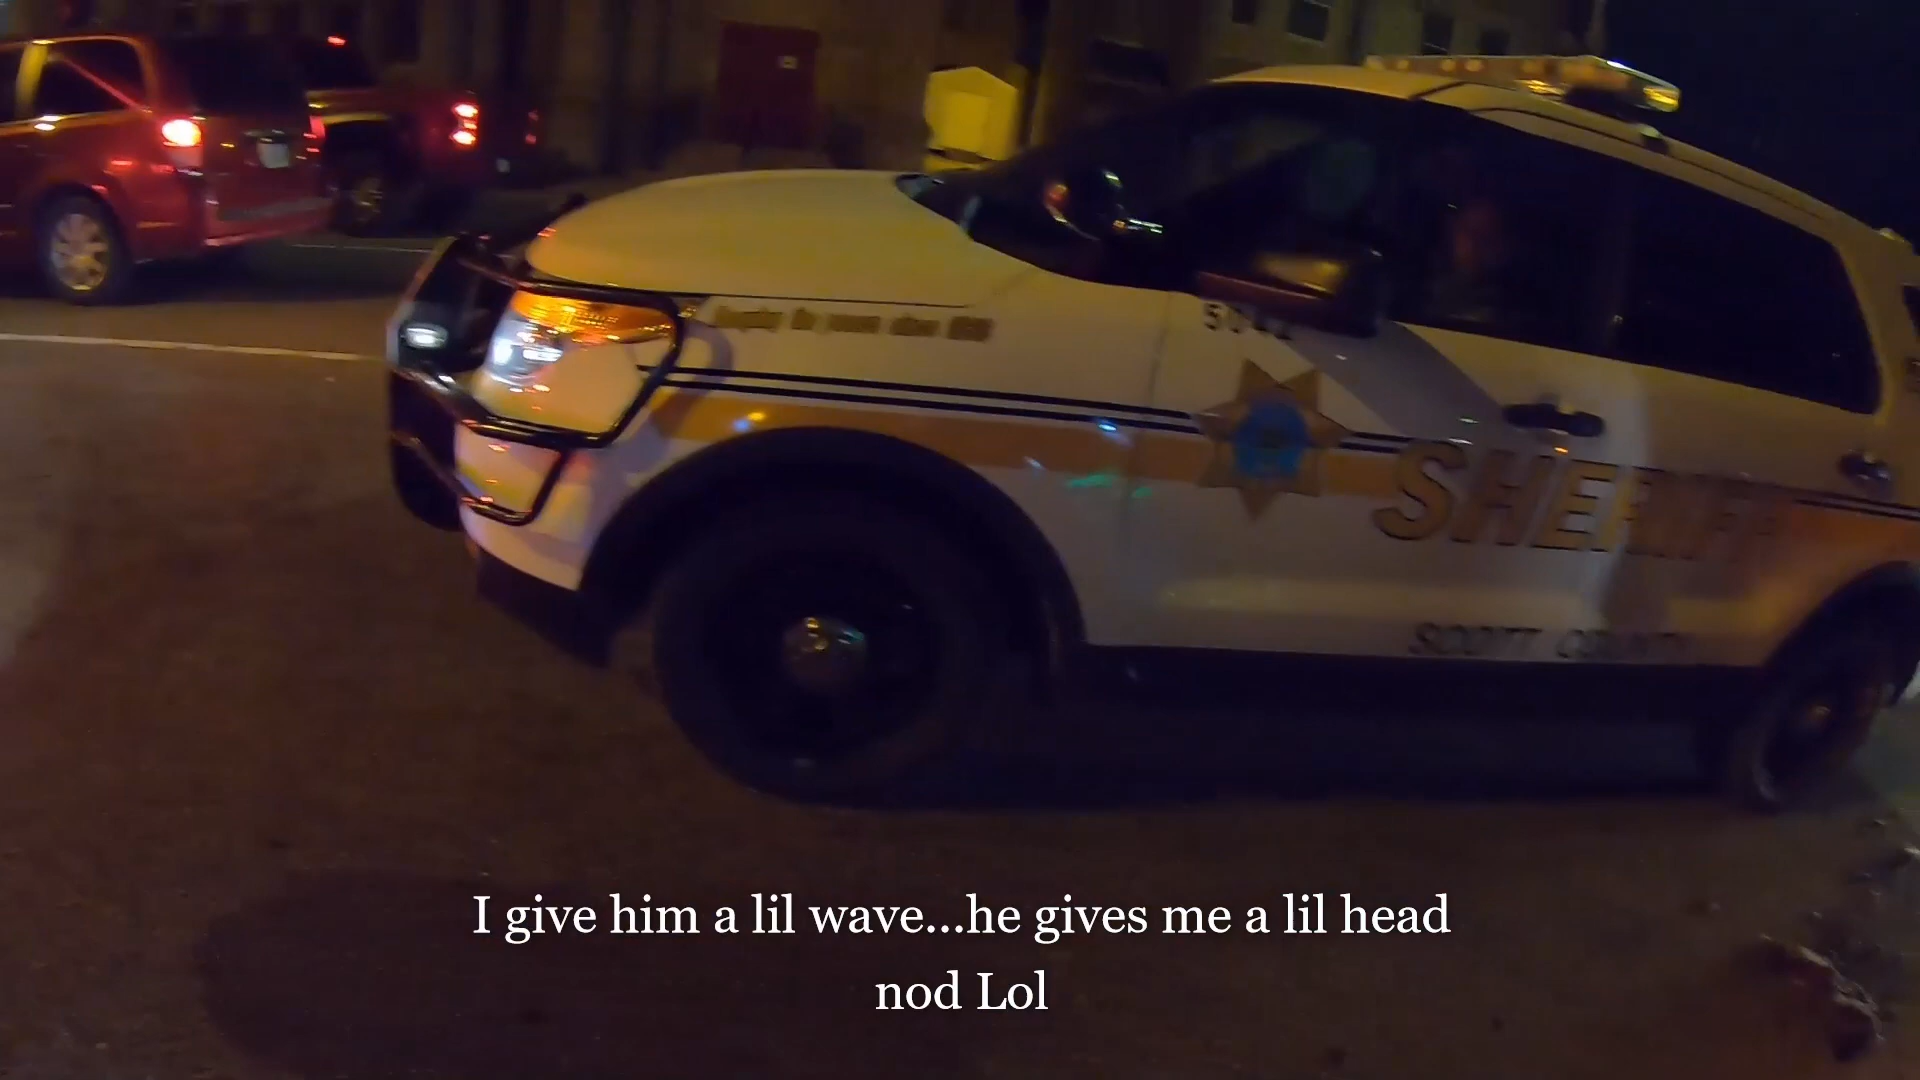 SHERIFF
SCOTT COUNTY
I give him a lil wave...he gives me a lil head
nod Lol